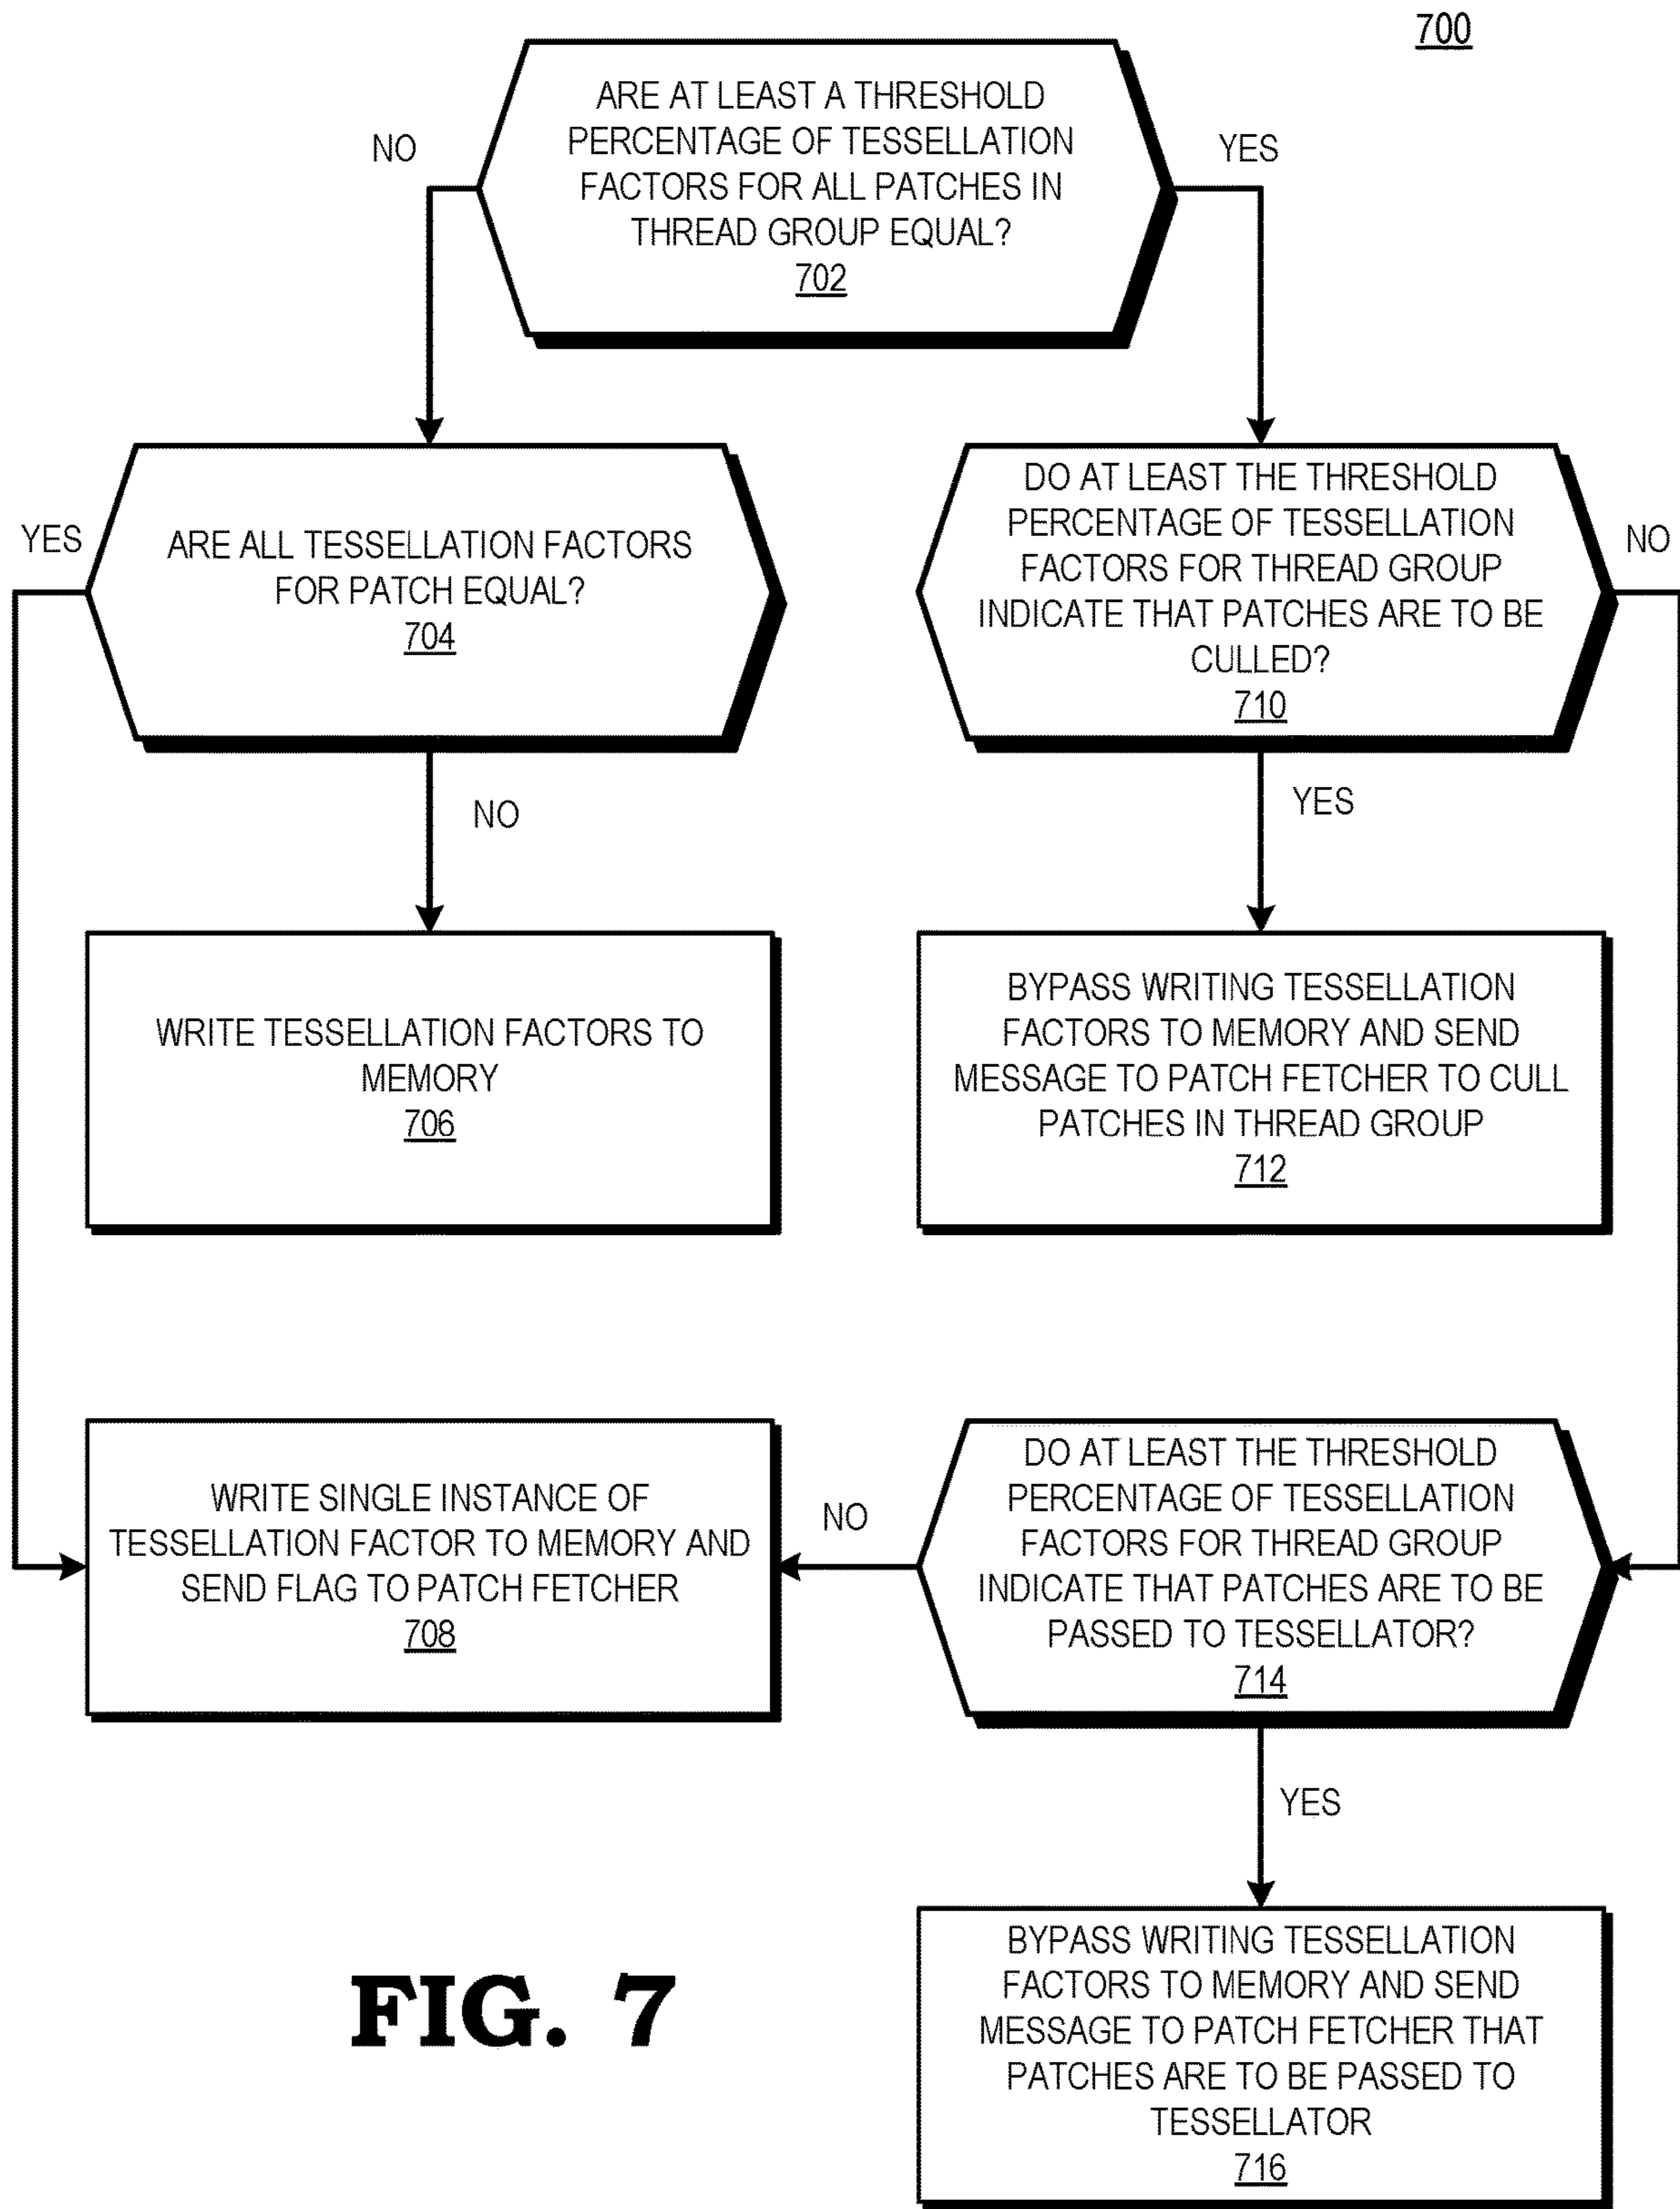 700
ARE AT LEAST A THRESHOLD
PERCENTAGE OF TESSELLATION
FACTORS FOR ALL PATCHES IN
THREAD GROUP EQUAL?
702
NO
YES
ARE ALL TESSELLATION FACTORS
FOR PATCH EQUAL?
704
YES
NO
DO AT LEAST THE THRESHOLD
PERCENTAGE OF TESSELLATION
FACTORS FOR THREAD GROUP
INDICATE THAT PATCHES ARE TO BE
CULLED?
710
NO
YES
WRITE TESSELLATION FACTORS TO
MEMORY
706
BYPASS WRITING TESSELLATION
FACTORS TO MEMORY AND SEND
MESSAGE TO PATCH FETCHER TO CULL
PATCHES IN THREAD GROUP
712
WRITE SINGLE INSTANCE OF
TESSELLATION FACTOR TO MEMORY AND
SEND FLAG TO PATCH FETCHER
708
NO
DO AT LEAST THE THRESHOLD
PERCENTAGE OF TESSELLATION
FACTORS FOR THREAD GROUP
INDICATE THAT PATCHES ARE TO BE
PASSED TO TESSELLATOR?
714
YES
BYPASS WRITING TESSELLATION
FACTORS TO MEMORY AND SEND
MESSAGE TO PATCH FETCHER THAT
PATCHES ARE TO BE PASSED TO
TESSELLATOR
716
FIG. 7